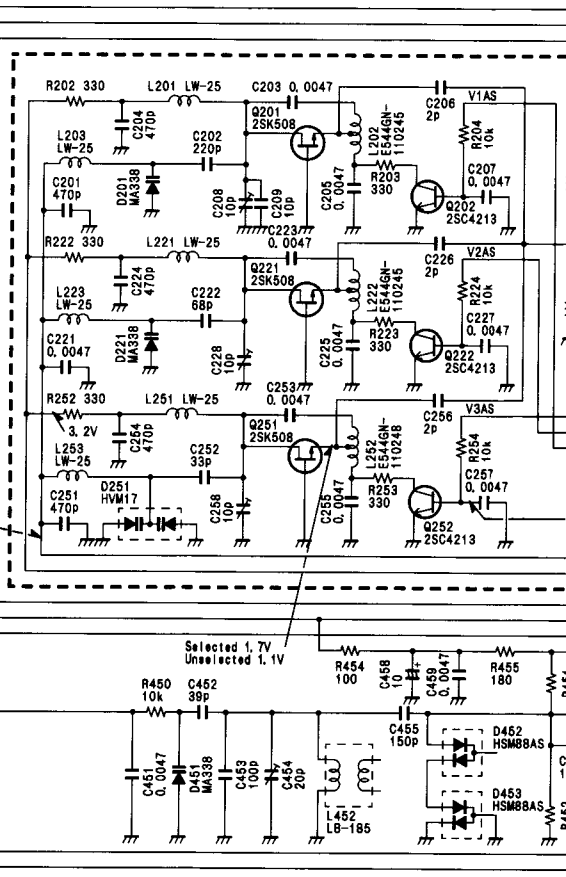 R202 330
L201 LW-25
C203 0.0047
C206
2p
V1AS
C204
470p
Q201
2SK508
R204
10k
L203
LW-25
C202
220p
L202
E544GN-
110245
C207
0.0047
C201
470p
D201
MA338
C208
10p
C209
10p
C205
0.0047
R203
330
Q202
2SC4213
C223
0.0047
R222 330
L221 LW-25
C226
2p
V2AS
C224
470p
Q221
2SK508
R224
10k
L223
LW-25
C222
68p
L222
E544GN-
110245
C227
0.0047
C221
0.0047
D221
MA338
C228
10p
C225
0.0047
R223
330
Q222
2SC4213
C253
0.0047
R252 330
L251 LW-25
C256
2p
V3AS
3.2V
C254
470p
Q251
2SK508
R254
10k
L253
LW-25
C252
33p
L252
E544GN-
110248
C257
0.0047
C251
470p
D251
HVM17
C258
10p
C255
0.0047
R253
330
Q252
2SC4213
Selected 1.7V
Unselected 1.1V
R454
100
C458
10
C459
0.0047
R455
180
R450
10k
C452
39p
C455
150p
D452
HSM88AS
C451
0.0047
D451
MA338
C453
100p
C454
20p
L452
LB-185
D453
HSM88AS